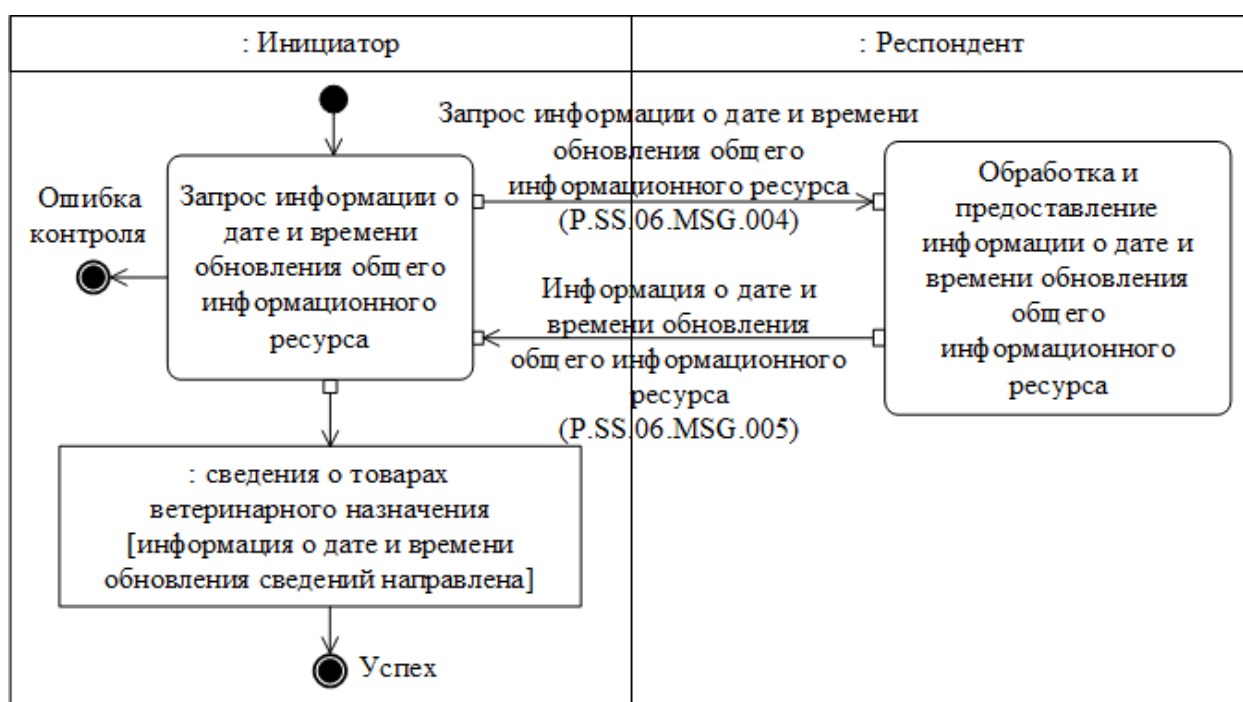 : Инициатор
: Респондент
Запрос информации о дате и времени
обновления общего
информационного ресурса
(P.SS.06.MSG.004)
Ошибка
контроля
Запрос информации о
дате и времени
обновления общего
информационного
ресурса
Обработка и
предоставление
информации о дате и
времени обновления
общего
информационного
ресурса
Информация о дате и
времени обновления
общего информационного
ресурса
(P.SS.06.MSG.005)
: сведения о товарах
ветеринарного назначения
[информация о дате и времени
обновления сведений направлена]
Успех